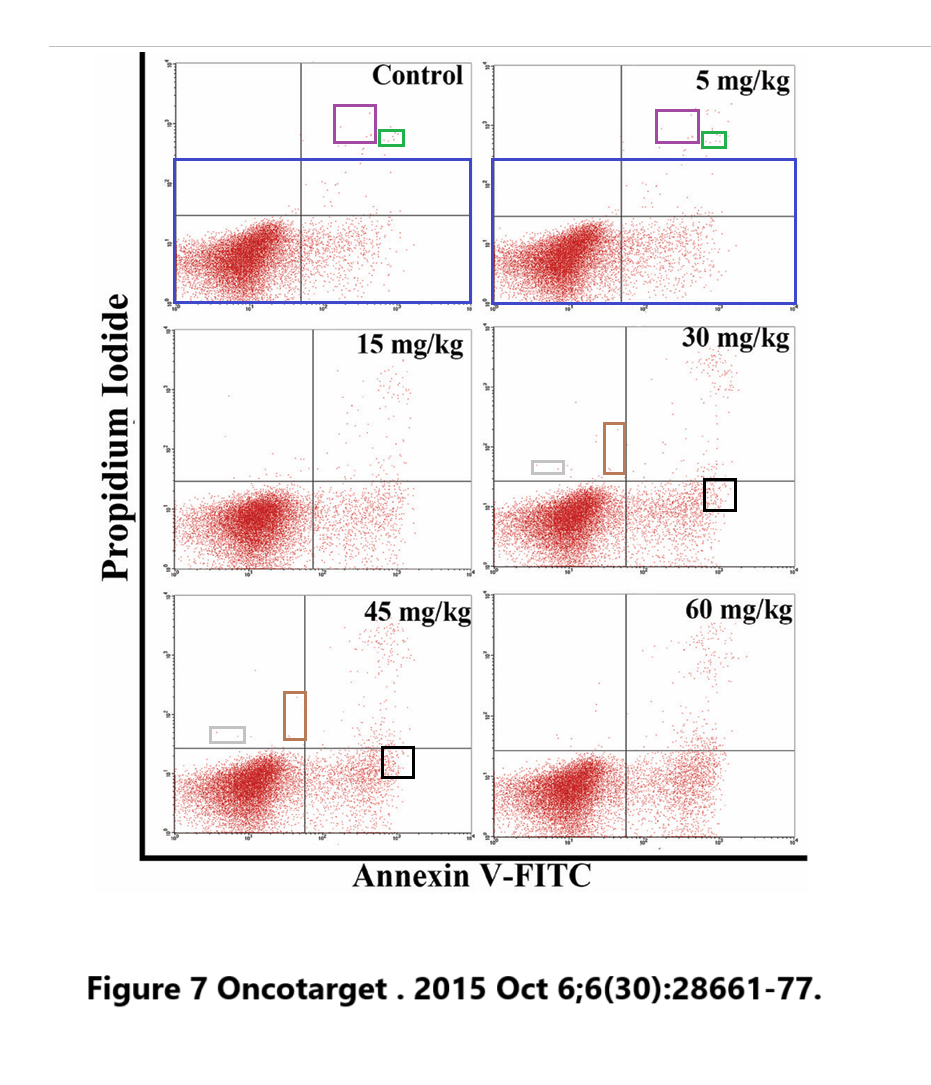 Control
5 mg/kg
15 mg/kg
30 mg/kg
45 mg/kg
60 mg/kg
Propidium Iodide
Annexin V-FITC
Figure 7 Oncotarget . 2015 Oct 6;6(30):28661-77.